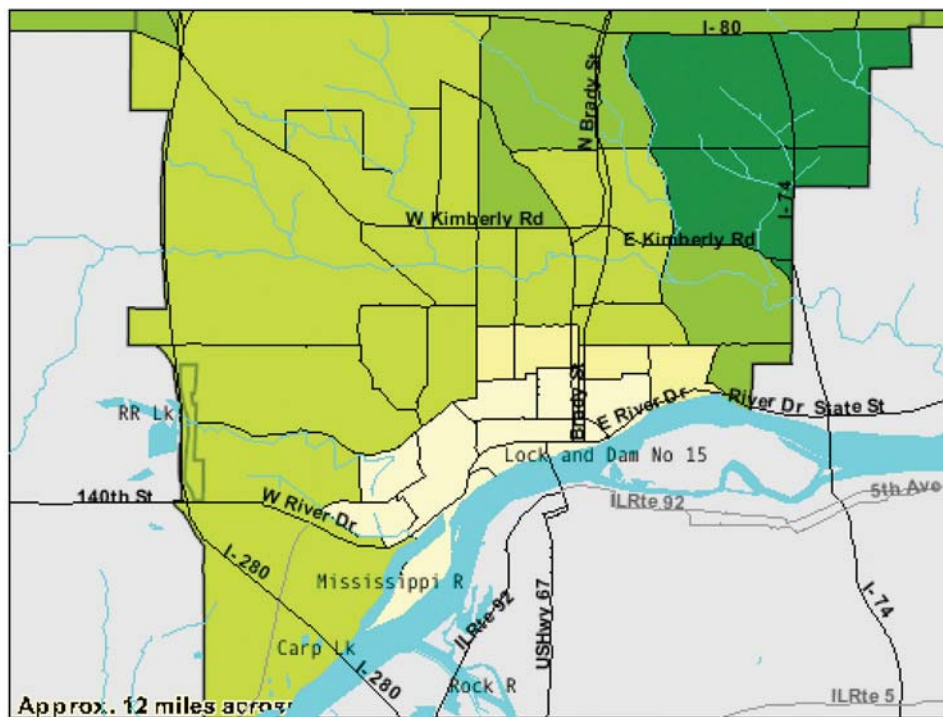 I- 80
N Brady St
I- 74
W Kimberly Rd
E Kimberly Rd
RR Lk
Brady St
E River Dr
River Dr State St
Lock and Dam No 15
140th St
W River Dr
ILRte 92
5th Ave
I- 280
Mississippi R
ILRte 92
USHwy 67
I- 74
Carp Lk
I- 280
Rock R
ILRte 5
Approx. 12 miles across